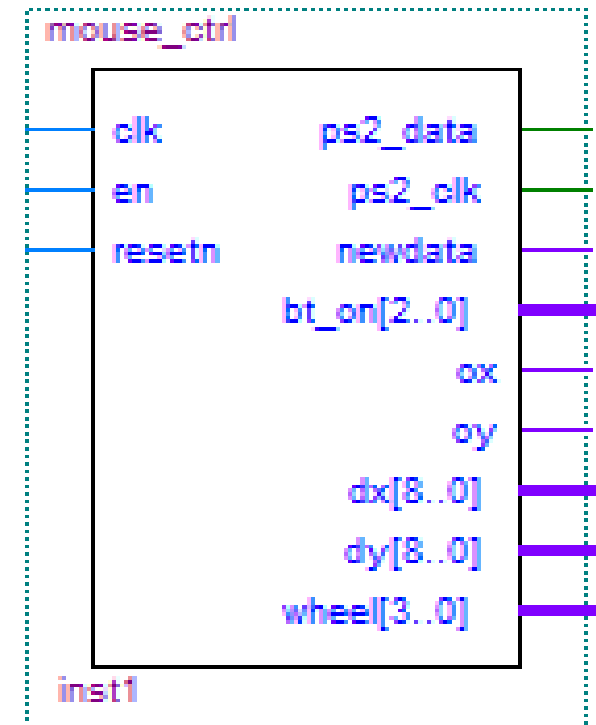 mouse_ctrl
clk ps2_data
en ps2_clk
resetn newdata
bt_on[2..0]
ox
oy
dx[8..0]
dy[8..0]
wheel[3..0]
inst1